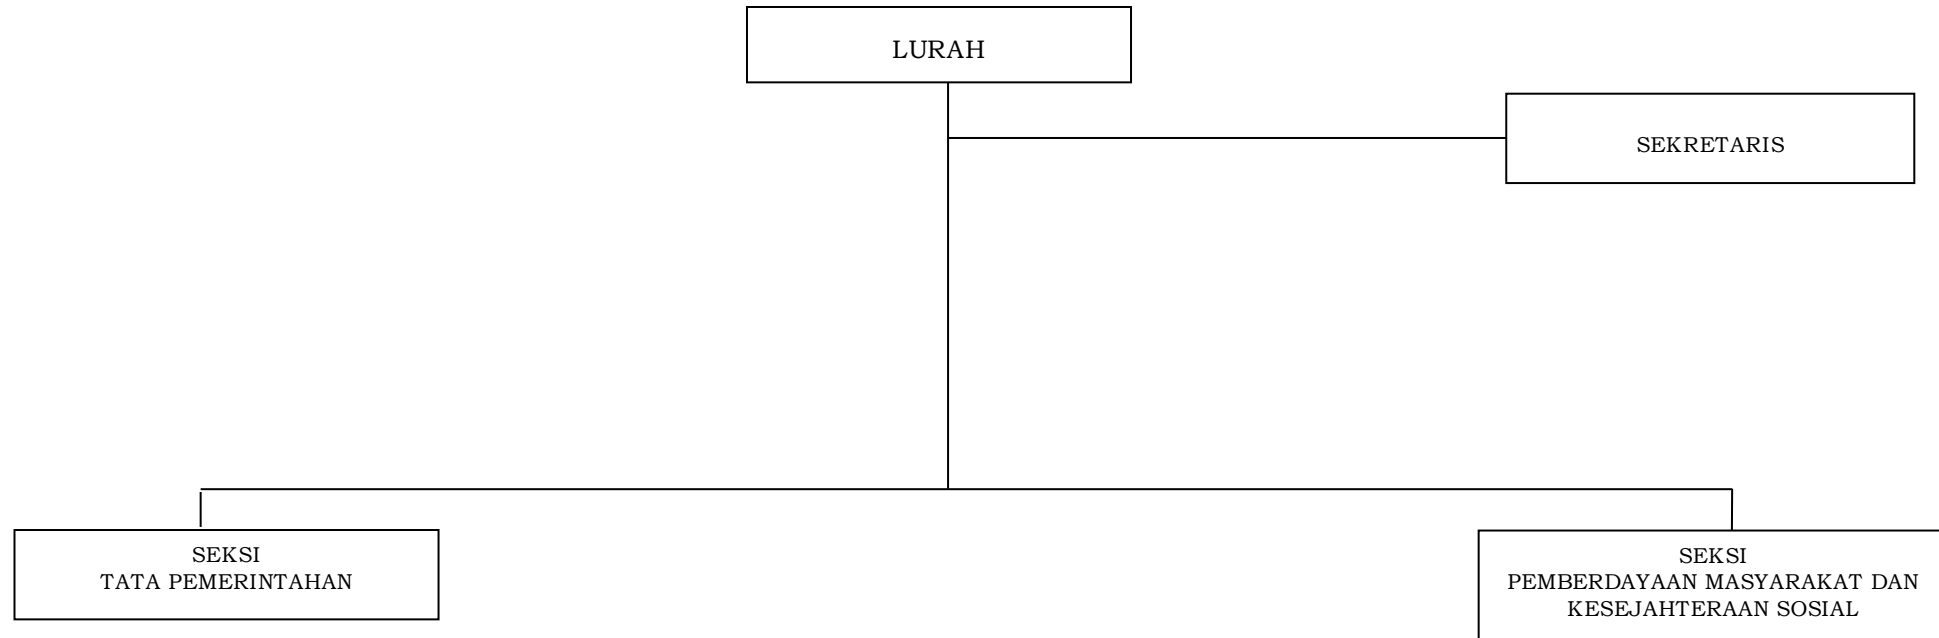 LURAH
SEKRETARIS
SEKSI
TATA PEMERINTAHAN
SEKSI
PEMBERDAYAAN MASYARAKAT DAN
KESEJAHTERAAN SOSIAL